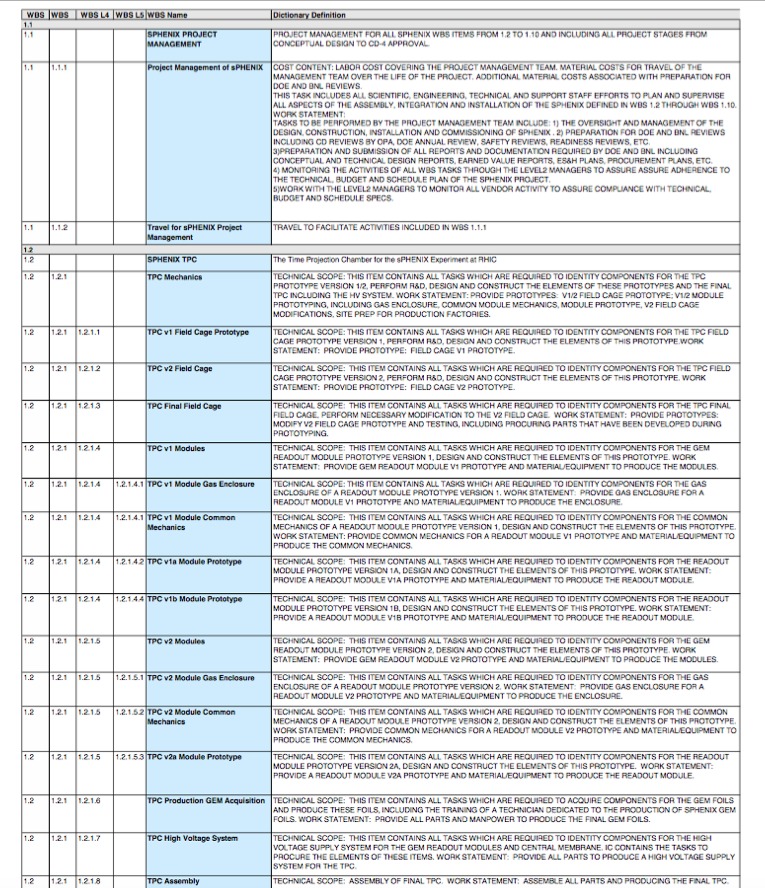 WBS WBS WBS L4 WBS L5 WBS Name Dictionary Definition
1.1
1.1 SPHENIX PROJECT MANAGEMENT PROJECT MANAGEMENT FOR ALL SPHENIX WBS ITEMS FROM 1.2 TO 1.10 AND INCLUDING ALL PROJECT STAGES FROM
CONCEPTUAL DESIGN TO CD-4 APPROVAL.
1.1 1.1.1 Project Management of sPHENIX COST CONTENT: LABOR COST COVERING THE PROJECT MANAGEMENT TEAM. MATERIAL COSTS FOR TRAVEL OF THE
MANAGEMENT TEAM OVER THE LIFE OF THE PROJECT. ADDITIONAL MATERIAL COSTS ASSOCIATED WITH PREPARATION FOR
DOE AND BNL REVIEWS.
THIS TASK INCLUDES ALL SCIENTIFIC, ENGINEERING, TECHNICAL AND SUPPORT STAFF EFFORTS TO PLAN AND SUPERVISE
ALL ASPECTS OF THE ASSEMBLY, INTEGRATION AND INSTALLATION OF THE SPHENIX DEFINED IN WBS 1.2 THROUGH WBS 1.10.
WORK STATEMENT:
TASKS TO BE PERFORMED BY THE PROJECT MANAGEMENT TEAM INCLUDE: 1) THE OVERSIGHT AND MANAGEMENT OF THE
DESIGN, CONSTRUCTION, INSTALLATION AND COMMISSIONING OF SPHENIX . 2) PREPARATION FOR DOE AND BNL REVIEWS
INCLUDING CD REVIEWS BY OPA, DOE ANNUAL REVIEW, SAFETY REVIEWS, READINESS REVIEWS, ETC.
3)PREPARATION AND SUBMISSION OF ALL REPORTS AND DOCUMENTATION REQUIRED BY DOE AND BNL INCLUDING
CONCEPTUAL AND TECHNICAL DESIGN REPORTS, EARNED VALUE REPORTS, ES&H PLANS, PROCUREMENT PLANS, ETC.
4) MONITORING THE ACTIVITIES OF ALL WBS TASKS THROUGH THE LEVEL2 MANAGERS TO ASSURE ASSURE ADHERENCE TO
THE TECHNICAL, BUDGET AND SCHEDULE PLAN OF THE SPHENIX PROJECT.
5)WORK WITH THE LEVEL2 MANAGERS TO MONITOR ALL VENDOR ACTIVITY TO ASSURE COMPLIANCE WITH TECHNICAL,
BUDGET AND SCHEDULE SPECS.
1.1 1.1.2 Travel for sPHENIX Project Management TRAVEL TO FACILITATE ACTIVITIES INCLUDED IN WBS 1.1.1
1.2
1.2 SPHENIX TPC The Time Projection Chamber for the sPHENIX Experiment at RHIC
1.2 1.2.1 TPC Mechanics TECHNICAL SCOPE: THIS ITEM CONTAINS ALL TASKS WHICH ARE REQUIRED TO IDENTITY COMPONENTS FOR THE TPC
PROTOTYPE VERSION 1/2, PERFORM R&D, DESIGN AND CONSTRUCT THE ELEMENTS OF THESE PROTOTYPES AND THE FINAL
TPC INCLUDING THE HV SYSTEM. WORK STATEMENT: PROVIDE PROTOTYPES: V1/2 FIELD CAGE PROTOTYPE; V1/2 MODULE
PROTOTYPING, INCLUDING GAS ENCLOSURE, COMMON MODULE MECHANICS, MODULE PROTOTYPE, V2 FIELD CAGE
MODIFICATIONS, SITE PREP FOR PRODUCTION FACTORIES.
1.2 1.2.1 1.2.1.1 TPC v1 Field Cage Prototype TECHNICAL SCOPE: THIS ITEM CONTAINS ALL TASKS WHICH ARE REQUIRED TO IDENTITY COMPONENTS FOR THE TPC FIELD
CAGE PROTOTYPE VERSION 1, PERFORM R&D, DESIGN AND CONSTRUCT THE ELEMENTS OF THIS PROTOTYPE.WORK
STATEMENT: PROVIDE PROTOTYPE: FIELD CAGE V1 PROTOTYPE.
1.2 1.2.1 1.2.1.2 TPC v2 Field Cage TECHNICAL SCOPE: THIS ITEM CONTAINS ALL TASKS WHICH ARE REQUIRED TO IDENTITY COMPONENTS FOR THE TPC FIELD
CAGE PROTOTYPE VERSION 2, PERFORM R&D, DESIGN AND CONSTRUCT THE ELEMENTS OF THIS PROTOTYPE. WORK
STATEMENT: PROVIDE PROTOTYPE: FIELD CAGE V2 PROTOTYPE.
1.2 1.2.1 1.2.1.3 TPC Final Field Cage TECHNICAL SCOPE: THIS ITEM CONTAINS ALL TASKS WHICH ARE REQUIRED TO IDENTITY COMPONENTS FOR THE TPC FINAL
FIELD CAGE, PERFORM NECESSARY MODIFICATION TO THE V2 FIELD CAGE. WORK STATEMENT: PROVIDE PROTOTYPES:
MODIFY V2 FIELD CAGE PROTOTYPE AND TESTING, INCLUDING PROCURING PARTS THAT HAVE BEEN DEVELOPED DURING
PROTOTYPING.
1.2 1.2.1 1.2.1.4 TPC v1 Modules TECHNICAL SCOPE: THIS ITEM CONTAINS ALL TASKS WHICH ARE REQUIRED TO IDENTITY COMPONENTS FOR THE GEM
READOUT MODULE PROTOTYPE VERSION 1, DESIGN AND CONSTRUCT THE ELEMENTS OF THIS PROTOTYPE. WORK
STATEMENT: PROVIDE GEM READOUT MODULE V1 PROTOTYPE AND MATERIAL/EQUIPMENT TO PRODUCE THE MODULES.
1.2 1.2.1 1.2.1.4 1.2.1.4.1 TPC v1 Module Gas Enclosure TECHNICAL SCOPE: THIS ITEM CONTAINS ALL TASKS WHICH ARE REQUIRED TO IDENTITY COMPONENTS FOR THE GAS
ENCLOSURE OF A READOUT MODULE PROTOTYPE VERSION 1. WORK STATEMENT: PROVIDE GAS ENCLOSURE FOR A
READOUT MODULE V1 PROTOTYPE AND MATERIAL/EQUIPMENT TO PRODUCE THE ENCLOSURE.
1.2 1.2.1 1.2.1.4 1.2.1.4.1 TPC v1 Module Common Mechanics TECHNICAL SCOPE: THIS ITEM CONTAINS ALL TASKS WHICH ARE REQUIRED TO IDENTITY COMPONENTS FOR THE COMMON
MECHANICS OF A READOUT MODULE PROTOTYPE VERSION 1, DESIGN AND CONSTRUCT THE ELEMENTS OF THIS PROTOTYPE.
WORK STATEMENT: PROVIDE COMMON MECHANICS FOR A READOUT MODULE V1 PROTOTYPE AND MATERIAL/EQUIPMENT TO
PRODUCE THE COMMON MECHANICS.
1.2 1.2.1 1.2.1.4 1.2.1.4.2 TPC v1a Module Prototype TECHNICAL SCOPE: THIS ITEM CONTAINS ALL TASKS WHICH ARE REQUIRED TO IDENTITY COMPONENTS FOR THE READOUT
MODULE PROTOTYPE VERSION 1A, DESIGN AND CONSTRUCT THE ELEMENTS OF THIS PROTOTYPE. WORK STATEMENT:
PROVIDE A READOUT MODULE V1A PROTOTYPE AND MATERIAL/EQUIPMENT TO PRODUCE THE READOUT MODULE.
1.2 1.2.1 1.2.1.4 1.2.1.4.4 TPC v1b Module Prototype TECHNICAL SCOPE: THIS ITEM CONTAINS ALL TASKS WHICH ARE REQUIRED TO IDENTITY COMPONENTS FOR THE READOUT
MODULE PROTOTYPE VERSION 1B, DESIGN AND CONSTRUCT THE ELEMENTS OF THIS PROTOTYPE. WORK STATEMENT:
PROVIDE A READOUT MODULE V1B PROTOTYPE AND MATERIAL/EQUIPMENT TO PRODUCE THE READOUT MODULE.
1.2 1.2.1 1.2.1.5 TPC v2 Modules TECHNICAL SCOPE: THIS ITEM CONTAINS ALL TASKS WHICH ARE REQUIRED TO IDENTITY COMPONENTS FOR THE GEM
READOUT MODULE PROTOTYPE VERSION 2, DESIGN AND CONSTRUCT THE ELEMENTS OF THIS PROTOTYPE. WORK
STATEMENT: PROVIDE GEM READOUT MODULE V2 PROTOTYPE AND MATERIAL/EQUIPMENT TO PRODUCE THE MODULES.
1.2 1.2.1 1.2.1.5 1.2.1.5.1 TPC v2 Module Gas Enclosure TECHNICAL SCOPE: THIS ITEM CONTAINS ALL TASKS WHICH ARE REQUIRED TO IDENTITY COMPONENTS FOR THE GAS
ENCLOSURE OF A READOUT MODULE PROTOTYPE VERSION 2. WORK STATEMENT: PROVIDE GAS ENCLOSURE FOR A
READOUT MODULE V2 PROTOTYPE AND MATERIAL/EQUIPMENT TO PRODUCE THE ENCLOSURE.
1.2 1.2.1 1.2.1.5 1.2.1.5.2 TPC v2 Module Common Mechanics TECHNICAL SCOPE: THIS ITEM CONTAINS ALL TASKS WHICH ARE REQUIRED TO IDENTITY COMPONENTS FOR THE COMMON
MECHANICS OF A READOUT MODULE PROTOTYPE VERSION 2, DESIGN AND CONSTRUCT THE ELEMENTS OF THIS PROTOTYPE.
WORK STATEMENT: PROVIDE COMMON MECHANICS FOR A READOUT MODULE V2 PROTOTYPE AND MATERIAL/EQUIPMENT TO
PRODUCE THE COMMON MECHANICS.
1.2 1.2.1 1.2.1.5 1.2.1.5.3 TPC v2a Module Prototype TECHNICAL SCOPE: THIS ITEM CONTAINS ALL TASKS WHICH ARE REQUIRED TO IDENTITY COMPONENTS FOR THE READOUT
MODULE PROTOTYPE VERSION 2A, DESIGN AND CONSTRUCT THE ELEMENTS OF THIS PROTOTYPE. WORK STATEMENT:
PROVIDE A READOUT MODULE V2A PROTOTYPE AND MATERIAL/EQUIPMENT TO PRODUCE THE READOUT MODULE.
1.2 1.2.1 1.2.1.6 TPC Production GEM Acquisition TECHNICAL SCOPE: THIS ITEM CONTAINS ALL TASKS WHICH ARE REQUIRED TO ACQUIRE COMPONENTS FOR THE GEM FOILS
AND PRODUCE THESE FOILS, INCLUDING THE TRAINING OF A TECHNICIAN DEDICATED TO THE PRODUCTION OF SPHENIX GEM
FOILS. WORK STATEMENT: PROVIDE ALL PARTS AND MANPOWER TO PRODUCE THE FINAL GEM FOILS.
1.2 1.2.1 1.2.1.7 TPC High Voltage System TECHNICAL SCOPE: THIS ITEM CONTAINS ALL TASKS WHICH ARE REQUIRED TO IDENTITY COMPONENTS FOR THE HIGH
VOLTAGE SUPPLY SYSTEM FOR THE GEM READOUT MODULES AND CENTRAL MEMBRANE. IC CONTAINS THE TASKS TO
PROCURE THE ELEMENTS OF THESE ITEMS. WORK STATEMENT: PROVIDE ALL PARTS TO PRODUCE A HIGH VOLTAGE SUPPLY
SYSTEM FOR THE TPC.
1.2 1.2.1 1.2.1.8 TPC Assembly TECHNICAL SCOPE: ASSEMBLY OF FINAL TPC. WORK STATEMENT: ASSEMBLE ALL PARTS AND PRODUCING THE FINAL TPC.